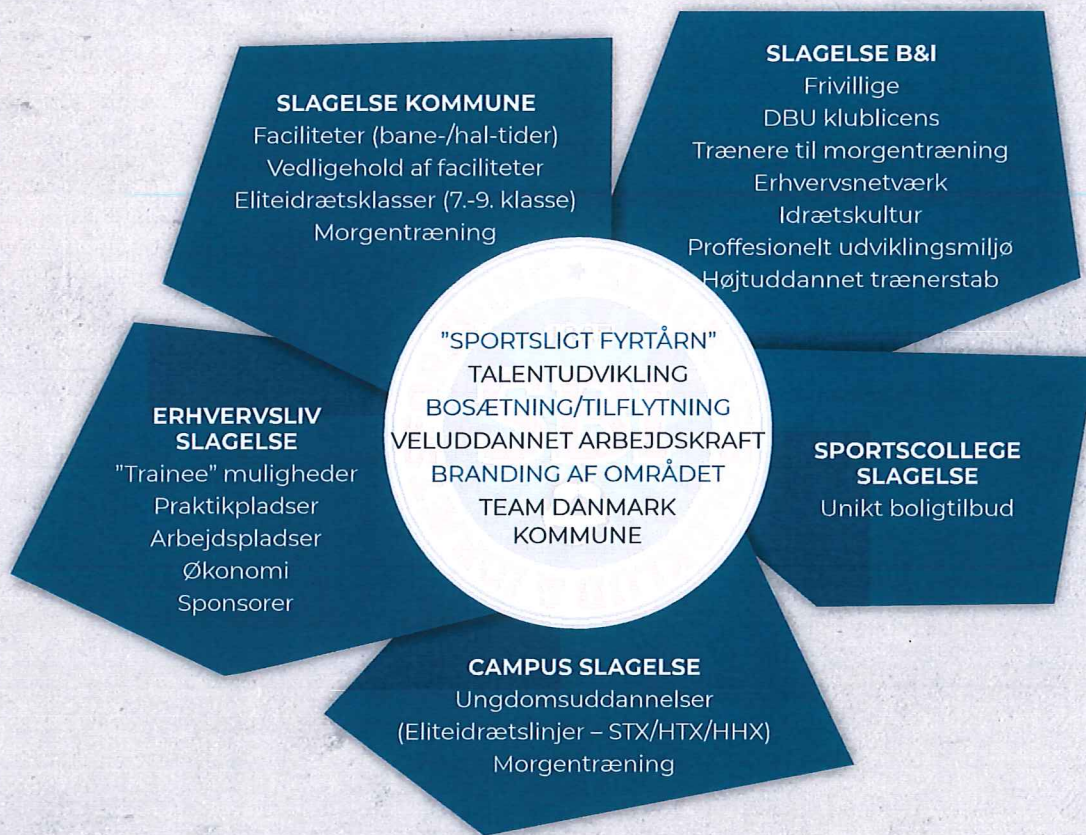 SLAGELSE KOMMUNE
Faciliteter (bane-/hal-tider)
Vedligehold af faciliteter
Eliteidrætsklasser (7.-9. klasse)
Morgentræning
SLAGELSE B&I
Frivillige
DBU klublicens
Trænere til morgentræning
Erhvervsnetværk
Idrætskultur
Proffesionelt udviklingsmiljø
Højtuddannet trænerstab
"SPORTSLIGT FYRTÅRN"
TALENTUDVIKLING
BOSÆTNING/TILFLYTNING
VELUDDANNET ARBEJDSKRAFT
BRANDING AF OMRÅDET
TEAM DANMARK
KOMMUNE
ERHVERVSLIV
SLAGELSE
"Trainee" muligheder
Praktikpladser
Arbejdspladser
Økonomi
Sponsorer
SPORTSCOLLEGE
SLAGELSE
Unikt boligtilbud
CAMPUS SLAGELSE
Ungdomsuddannelser
(Eliteidrætslinjer – STX/HTX/HHX)
Morgentræning